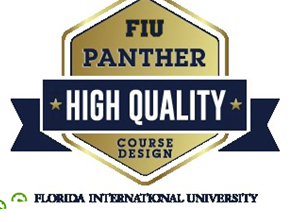 FIU
PANTHER
HIGH QUALITY
COURSE
DESIGN
FLORIDA INTERNATIONAL UNIVERSITY